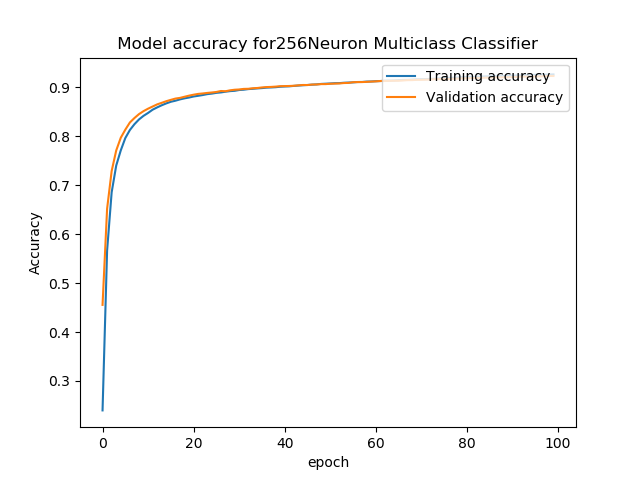 Model accuracy for256Neuron Multiclass Classifier
Training accuracy
Validation accuracy
Accuracy
0.9
0.8
0.7
0.6
0.5
0.4
0.3
0 20 40 60 80 100
epoch